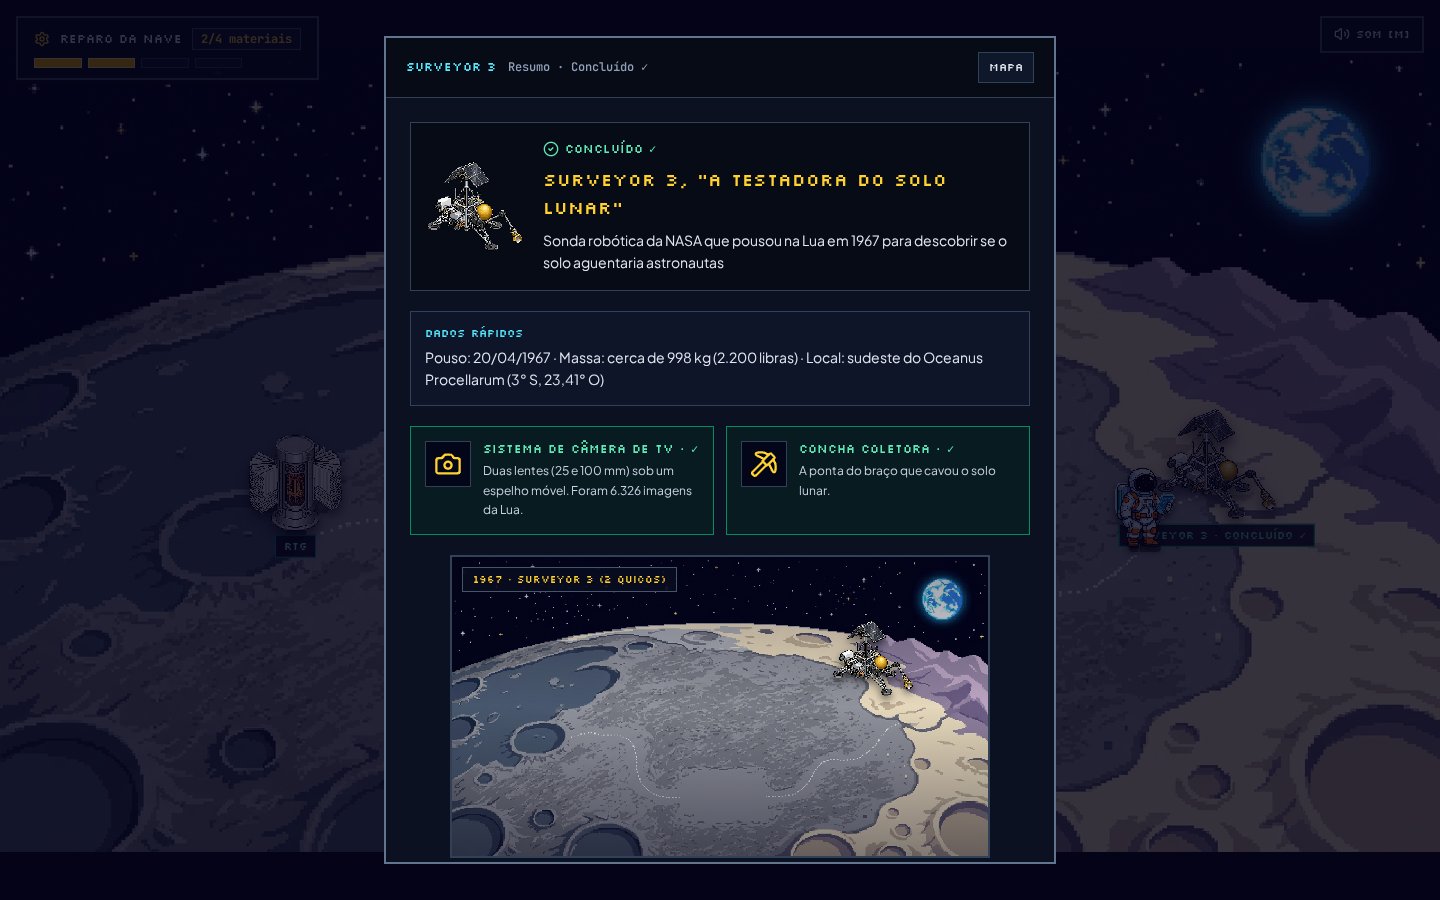 REPARO DA NAVE 2/4 materiais
SOM [M]
SURVEYOR 3 Resumo · Concluído ✓
MAPA
CONCLUÍDO ✓
SURVEYOR 3, "A TESTADORA DO SOLO
LUNAR"
Sonda robótica da NASA que pousou na Lua em 1967 para descobrir se o
solo aguentaria astronautas
DADOS RÁPIDOS
Pouso: 20/04/1967 · Massa: cerca de 998 kg (2.200 libras) · Local: sudeste do Oceanus
Procellarum (3° S, 23,41° O)
SISTEMA DE CÂMERA DE TV · ✓
Duas lentes (25 e 100 mm) sob um
espelho móvel. Foram 6.326 imagens
da Lua.
CONCHA COLETORA · ✓
A ponta do braço que cavou o solo
lunar.
RTG
EYOR 3 · CONCLUÍDO ✓
1967 · SURVEYOR 3 (2 QUIGOS)